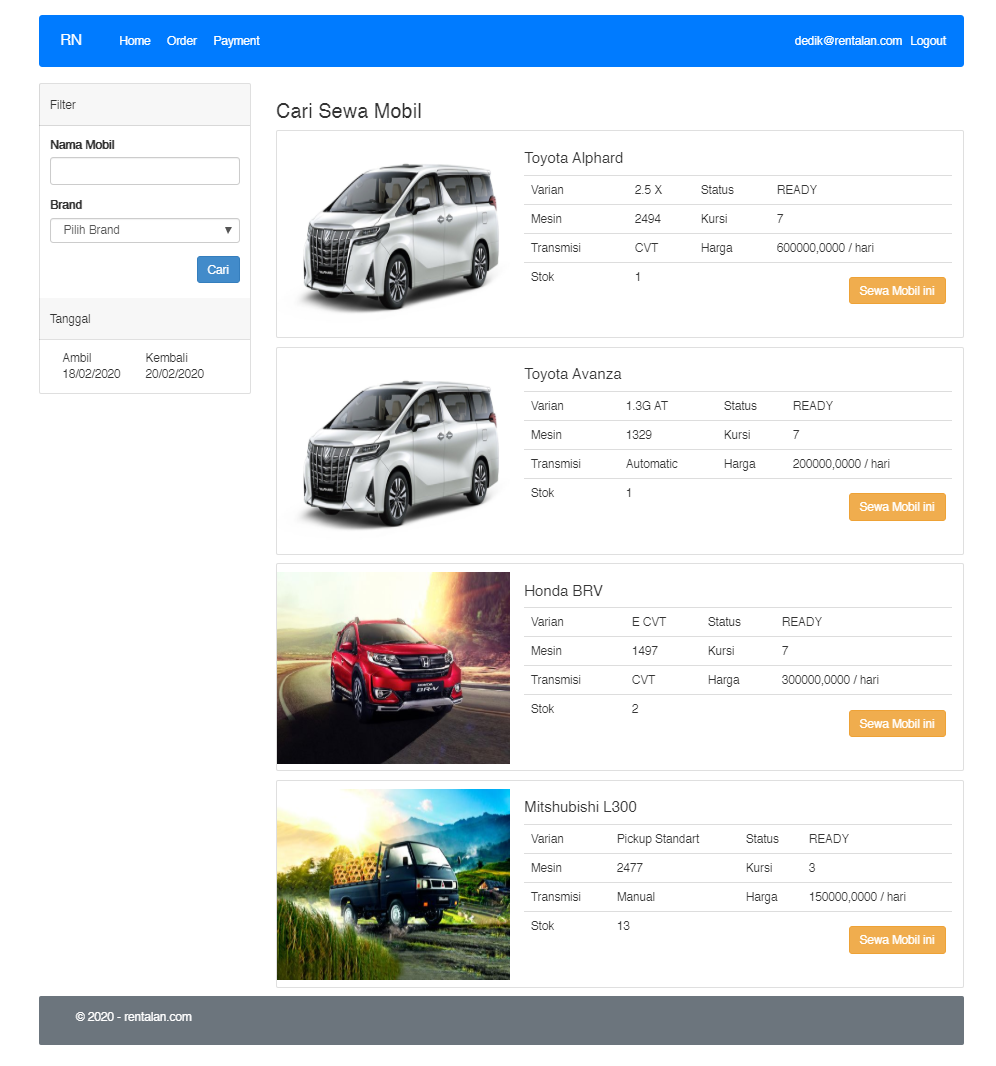 RN Home Order Payment dedik@rentalan.com Logout
Filter
Nama Mobil
Brand
Pilih Brand ▼
Cari
Tanggal
Ambil Kembali
18/02/2020 20/02/2020
Cari Sewa Mobil
Toyota Alphard
Varian 2.5 X Status READY
Mesin 2494 Kursi 7
Transmisi CVT Harga 600000,0000 / hari
Stok 1
Sewa Mobil ini
Toyota Avanza
Varian 1.3G AT Status READY
Mesin 1329 Kursi 7
Transmisi Automatic Harga 200000,0000 / hari
Stok 1
Sewa Mobil ini
HONDA
BR-V
Honda BRV
Varian E CVT Status READY
Mesin 1497 Kursi 7
Transmisi CVT Harga 300000,0000 / hari
Stok 2
Sewa Mobil ini
Mitshubishi L300
Varian Pickup Standart Status READY
Mesin 2477 Kursi 3
Transmisi Manual Harga 150000,0000 / hari
Stok 13
Sewa Mobil ini
© 2020 - rentalan.com